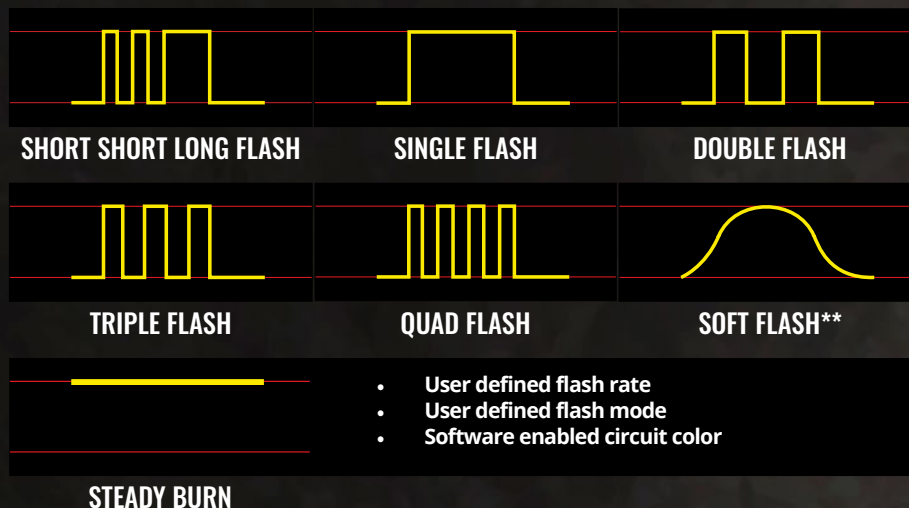 SHORT SHORT LONG FLASH
SINGLE FLASH
DOUBLE FLASH
TRIPLE FLASH
QUAD FLASH
SOFT FLASH**
• User defined flash rate
• User defined flash mode
• Software enabled circuit color
STEADY BURN